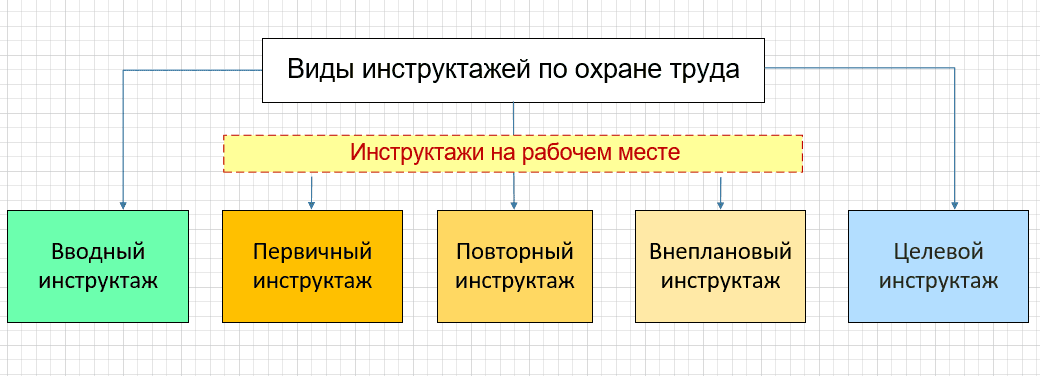 Виды инструктажей по охране труда
Инструктажи на рабочем месте
Вводный
инструктаж
Первичный
инструктаж
Повторный
инструктаж
Внеплановый
инструктаж
Целевой
инструктаж